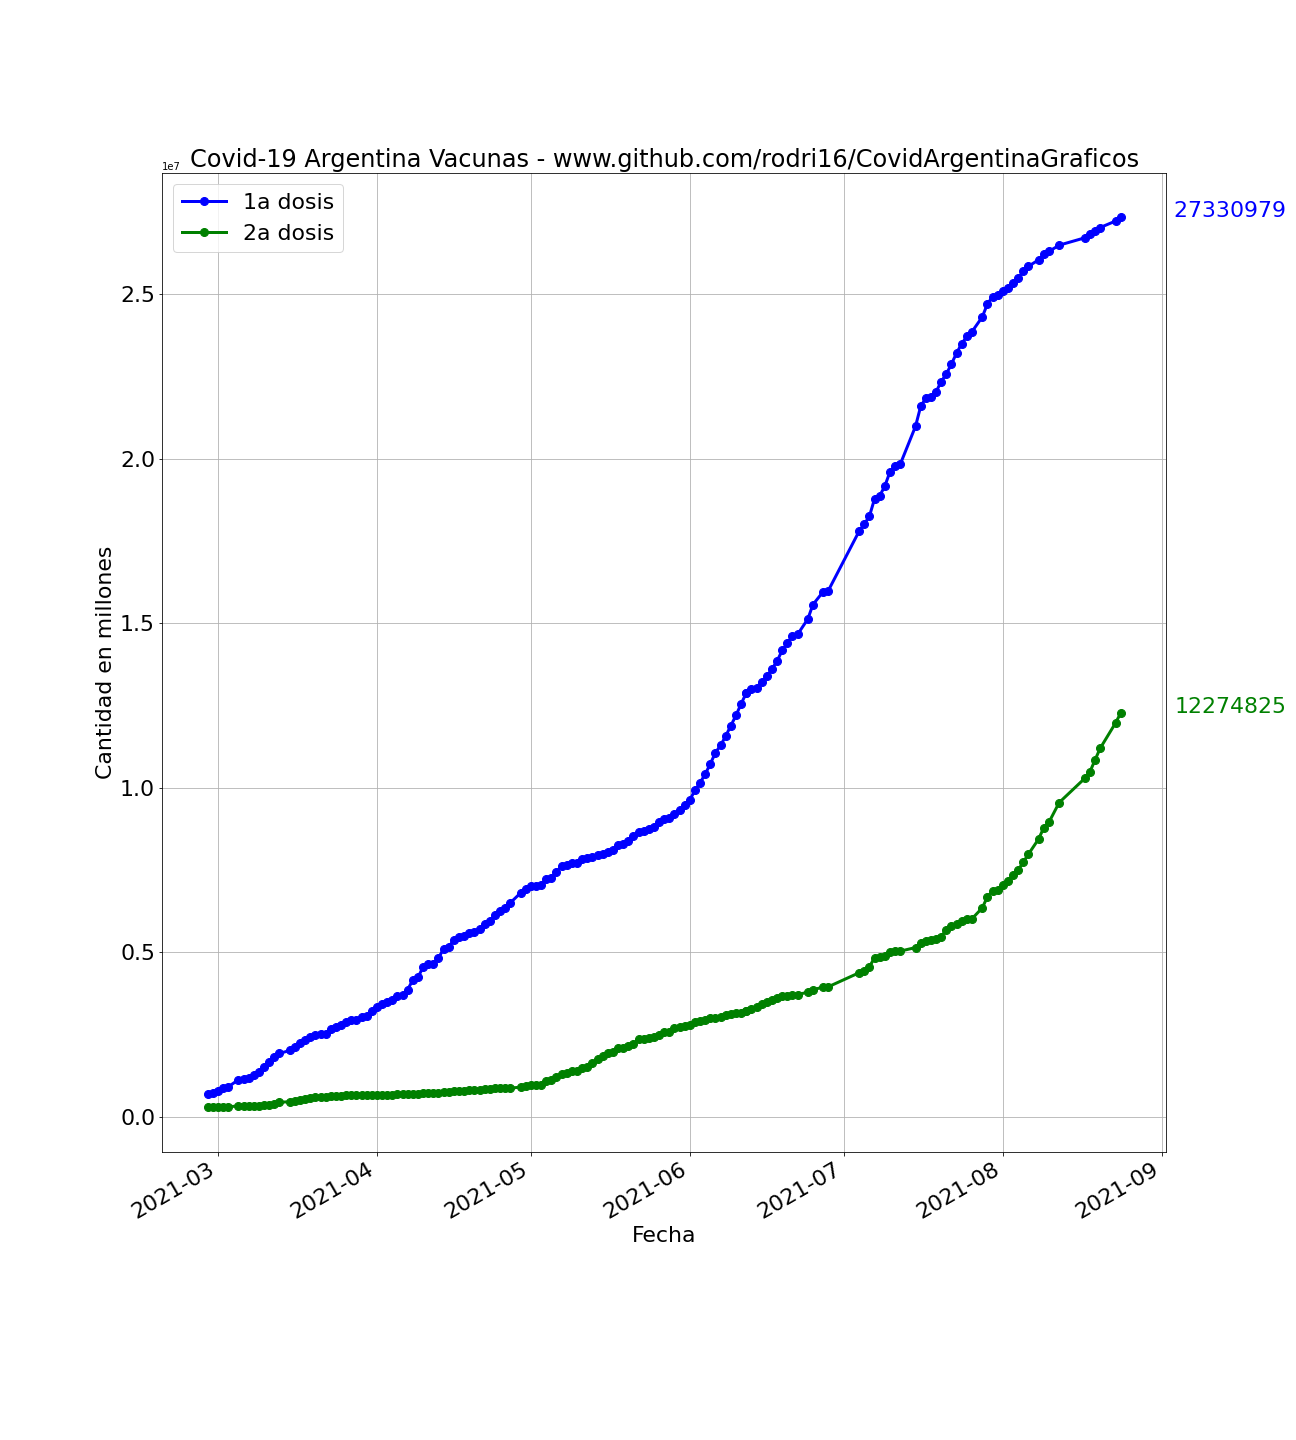 Covid-19 Argentina Vacunas - www.github.com/rodri16/CovidArgentinaGraficos
1e7
1a dosis
2a dosis
27330979
12274825
2.5
2.0
1.5
1.0
0.5
0.0
Cantidad en millones
2021-03
2021-04
2021-05
2021-06
2021-07
2021-08
2021-09
Fecha